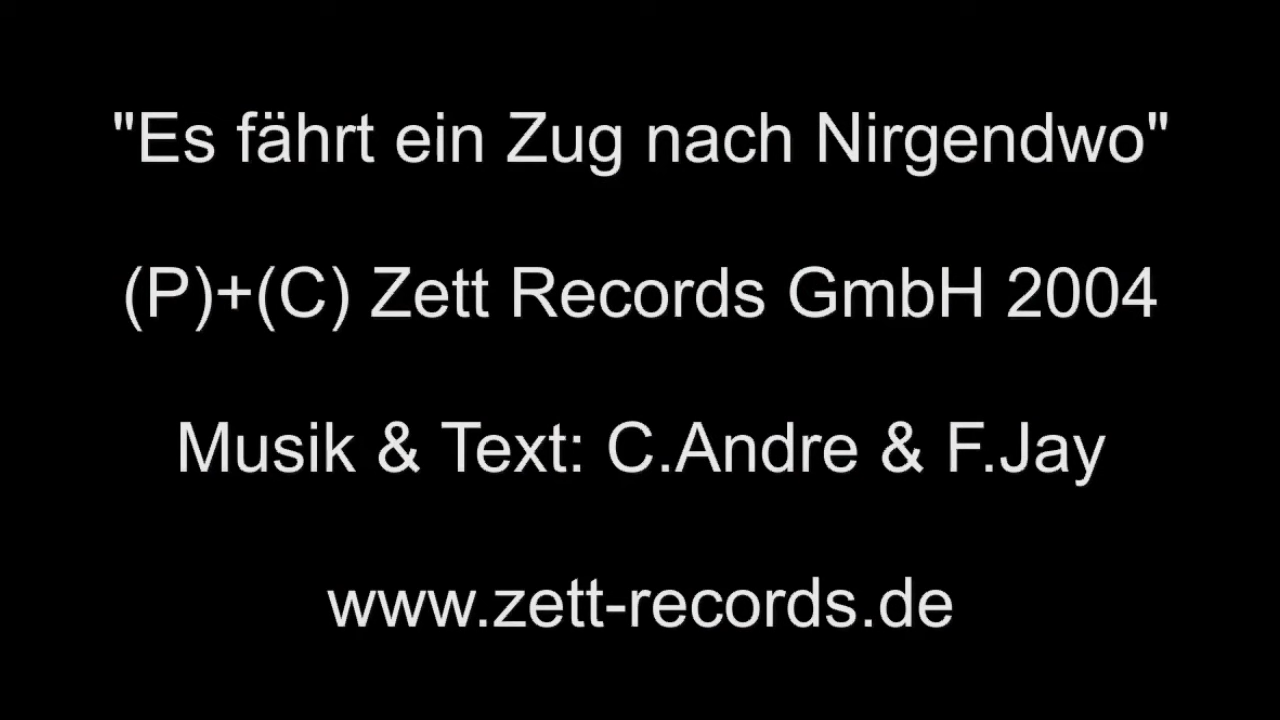 "Es fährt ein Zug nach Nirgendwo"
(P)+(C) Zett Records GmbH 2004
Musik & Text: C.Andre & F.Jay
www.zett-records.de